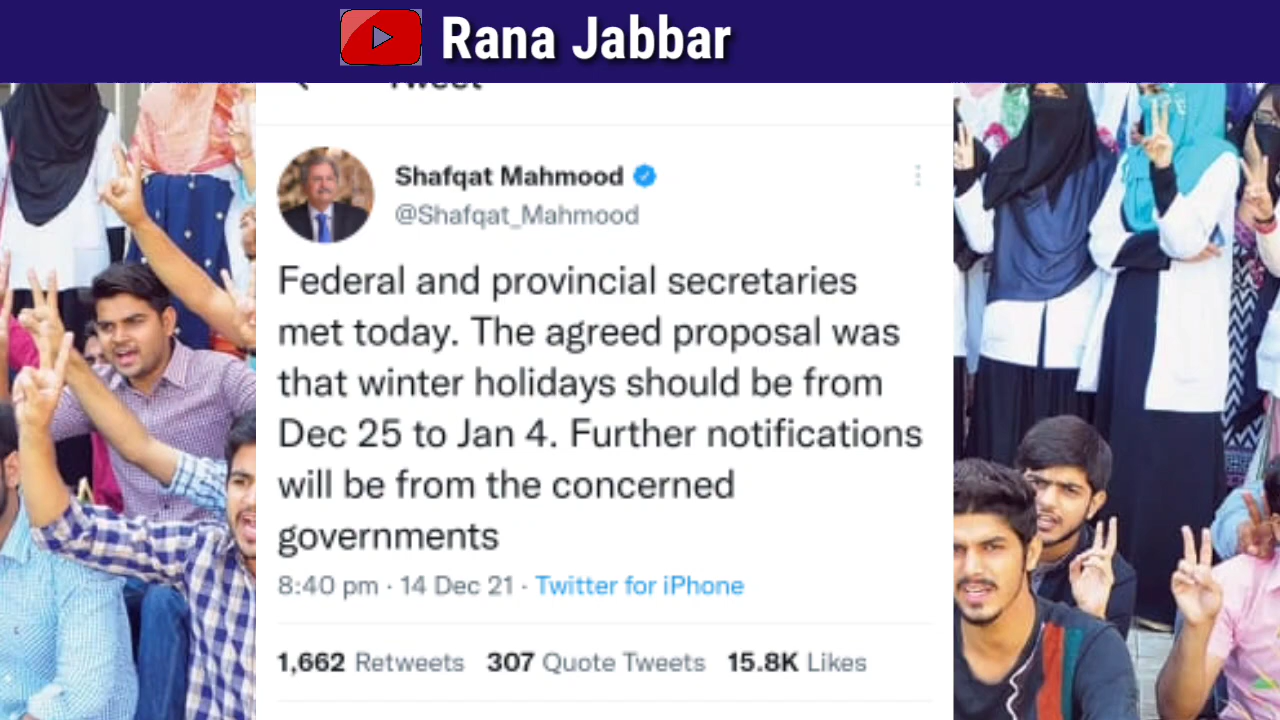 Rana Jabbar
Tweet
Shafqat Mahmood
@Shafqat_Mahmood
Federal and provincial secretaries
met today. The agreed proposal was
that winter holidays should be from
Dec 25 to Jan 4. Further notifications
will be from the concerned
governments
8:40 pm · 14 Dec 21 · Twitter for iPhone
1,662 Retweets 307 Quote Tweets 15.8K Likes